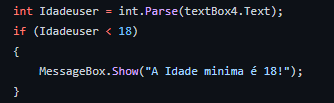 int Idadeuser = int.Parse(textBox4.Text);
if (Idadeuser < 18)
{
MessageBox.Show("A Idade minima é 18!");
}